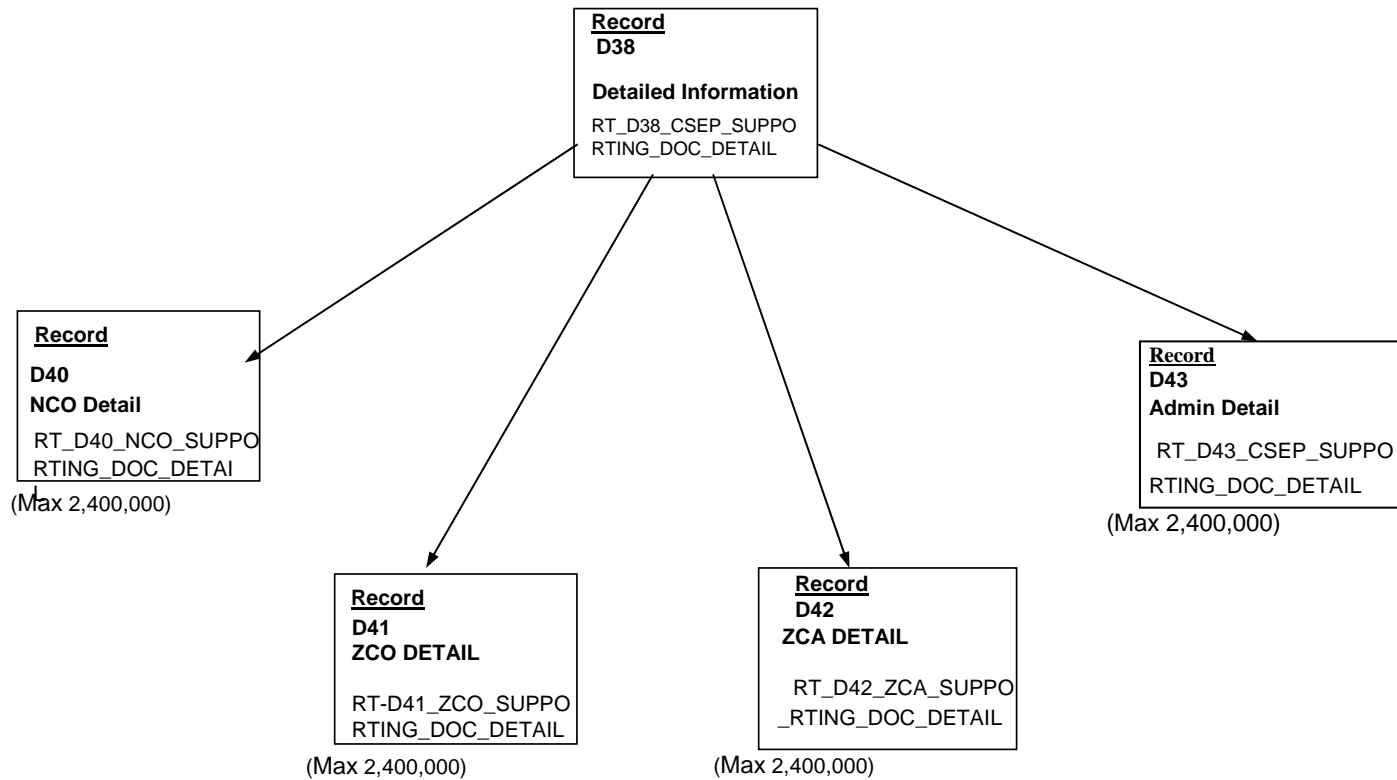 Record
D38
Detailed Information
RT_D38_CSEP_SUPPO
RTING_DOC_DETAIL
Record
D40
NCO Detail
RT_D40_NCO_SUPPO
RTING_DOC_DETAI
L
(Max 2,400,000)
Record
D43
Admin Detail
RT_D43_CSEP_SUPPO
RTING_DOC_DETAIL
(Max 2,400,000)
Record
D41
ZCO DETAIL
RT-D41_ZCO_SUPPO
RTING_DOC_DETAIL
(Max 2,400,000)
Record
D42
ZCA DETAIL
RT_D42_ZCA_SUPPO
_RTING_DOC_DETAIL
(Max 2,400,000)